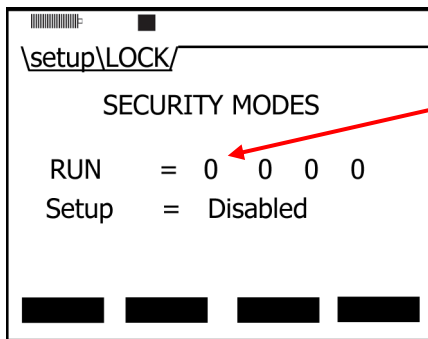 \setup\LOCK/
SECURITY MODES
RUN = 0 0 0 0
Setup = Disabled